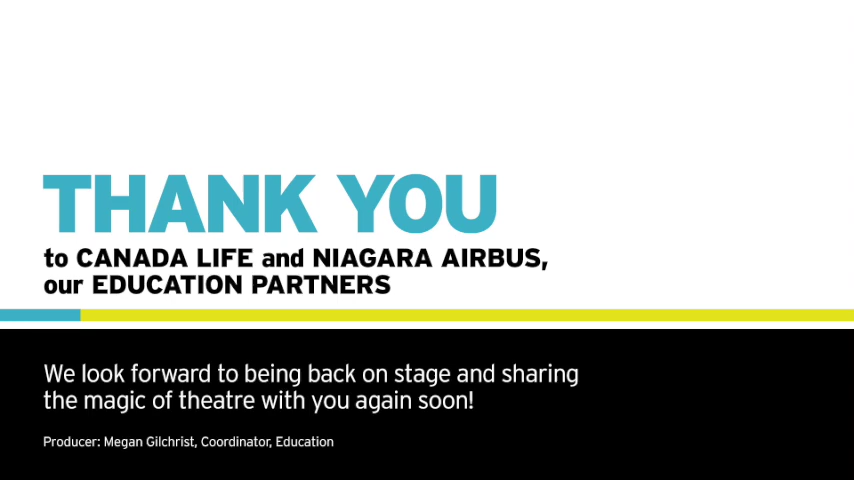 THANK YOU
to CANADA LIFE and NIAGARA AIRBUS,
our EDUCATION PARTNERS
We look forward to being back on stage and sharing
the magic of theatre with you again soon!
Producer: Megan Gilchrist, Coordinator, Education